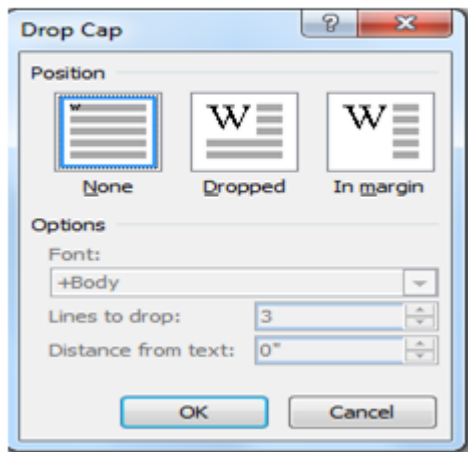 Drop Cap
Position
W W W
None Dropped In margin
Options
Font:
+Body
Lines to drop: 3
Distance from text: 0"
OK Cancel